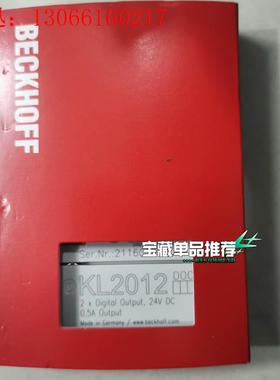 ：13066160217
BECKHOFF
Ser.Nr.:2116
KL2012
宝藏单品推荐
2 x Digital Output, 24V DC
0,5A Output
Made in Germany / www.beckhoff.com